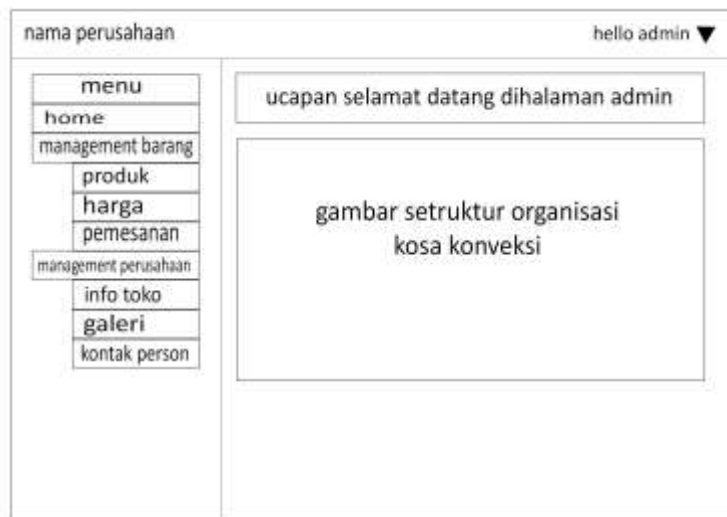 nama perusahaan
hello admin
menu
home
management barang
produk
harga
pemesanan
management perusahaan
info toko
galeri
kontak person
ucapan selamat datang dihalaman admin
gambar setruktur organisasi
kosa konveksi